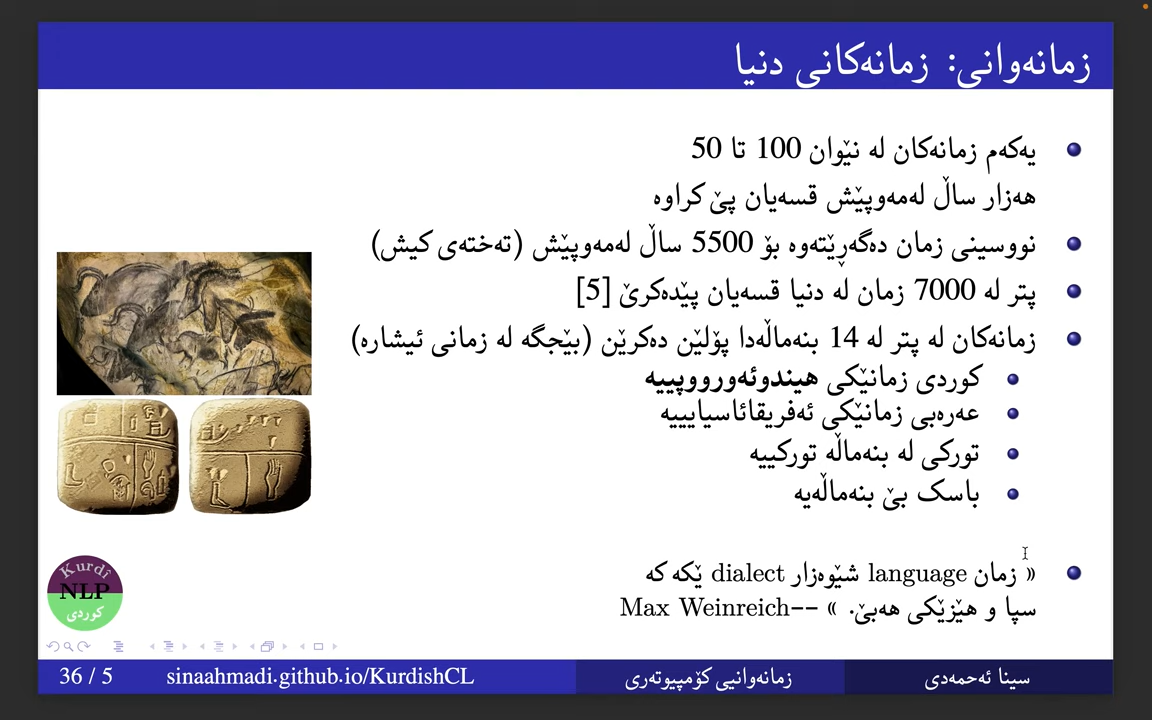 زمانەوانی: زمانەکانی دنیا
یەکەم زمانەکان لە نێوان 100 تا 50
هەزار ساڵ لەمەوپێش قسەیان پێ کراوە
نووسینی زمان دەگەڕێتەوە بۆ 5500 ساڵ لەمەوپێش (تەختەی کیش)
پتر لە 7000 زمان لە دنیا قسەیان پێدەکرێ [5]
زمانەکان لە پتر لە 14 بنەماڵەدا پۆلێن دەکرێن (بێجگە لە زمانی ئیشارە)
کوردی زمانێکی هیندوئەورووپییە
عەرەبی زمانێکی ئەفریقائاسیایییە
تورکی لە بنەماڵە تورکییە
باسک بێ بنەماڵەیە
« زمان language شێوەزار dialect ێکە کە
سپا و هێزێکی هەبێ. » --Max Weinreich
Kurdî
NLP
کوردی
سینا ئەحمەدی
زمانەوانیی کۆمپیوتەری
sinaahmadi.github.io/KurdishCL
36 / 5